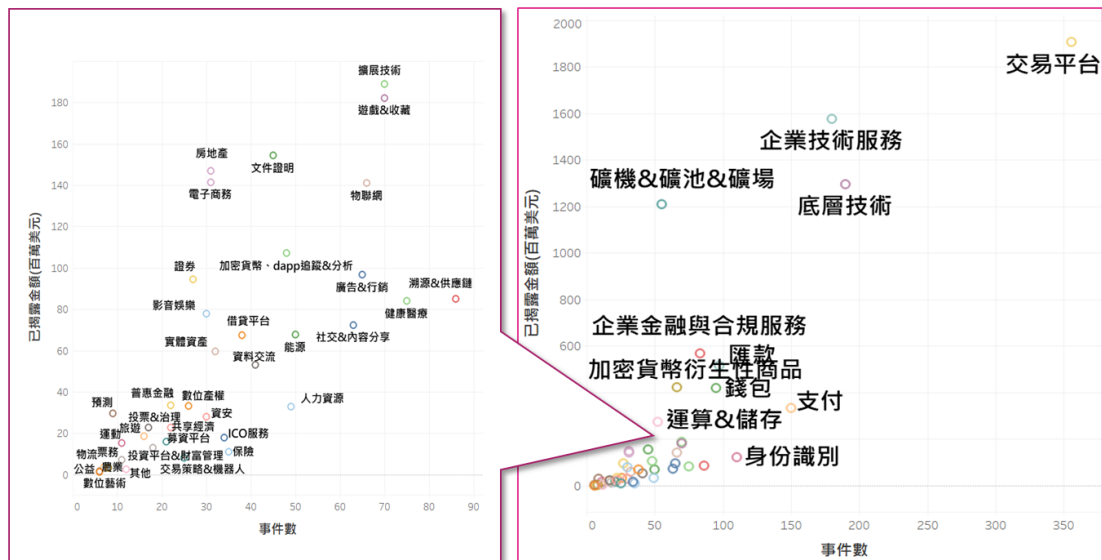 已揭露金額(百萬美元)
180
160
140
120
100
80
60
40
20
0
擴展技術
遊戲&收藏
房地產
文件證明
電子商務
物聯網
加密貨幣、dapp追蹤&分析
證券
廣告&行銷
溯源&供應鏈
影音娛樂
健康醫療
借貸平台
社交&內容分享
實體資產
能源
資料交流
普惠金融
數位產權
人力資源
預測
投票&治理
資安
旅遊
共享經濟
運動
募資平台
ICO服務
物流
票務
投資平台&財富管理
保險
公益
農業
其他
交易策略&機器人
數位藝術
0
10
20
30
40
50
60
70
80
90
事件數
已揭露金額(百萬美元)
2000
1800
1600
1400
1200
1000
800
600
400
200
0
交易平台
企業技術服務
礦機&礦池&礦場
底層技術
企業金融與合規服務
匯款
加密貨幣衍生性商品
錢包
支付
運算&儲存
身份識別
0
50
100
150
200
250
300
350
事件數